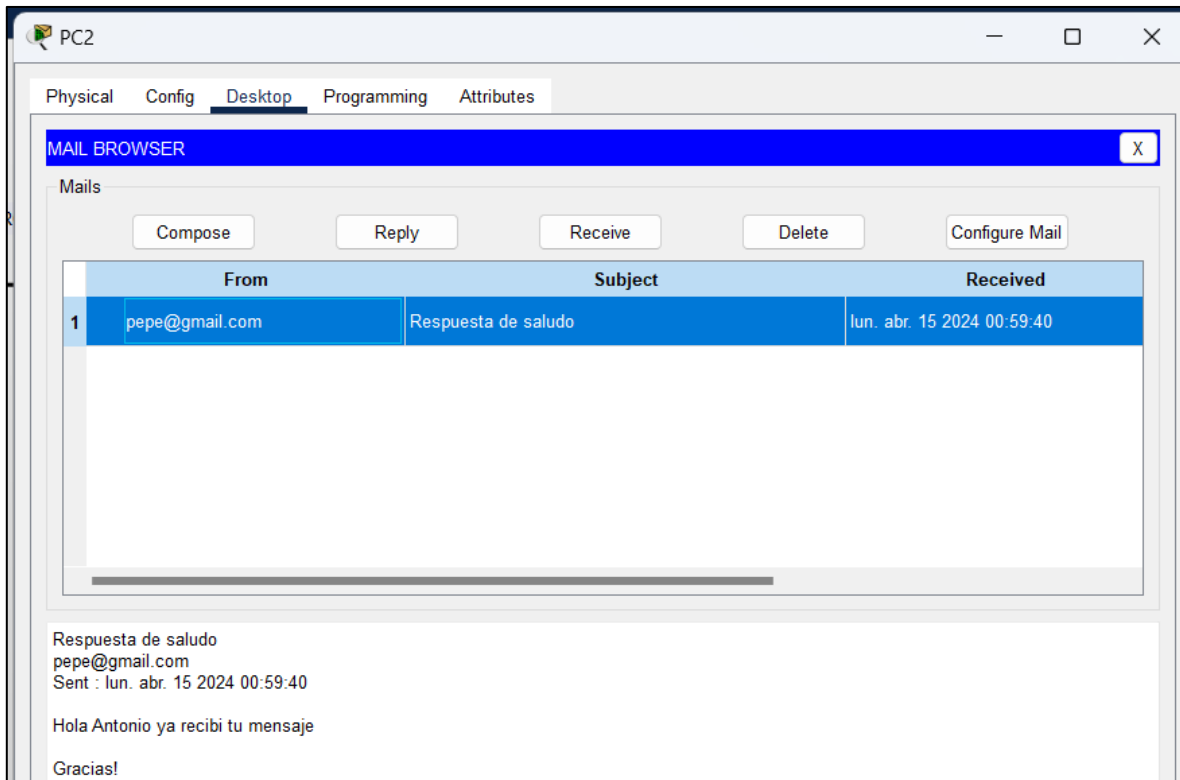 PC2
Physical Config Desktop Programming Attributes
MAIL BROWSER X
Mails
Compose Reply Receive Delete Configure Mail
From Subject Received
1 pepe@gmail.com Respuesta de saludo lun. abr. 15 2024 00:59:40
Respuesta de saludo
pepe@gmail.com
Sent : lun. abr. 15 2024 00:59:40
Hola Antonio ya recibi tu mensaje
Gracias!